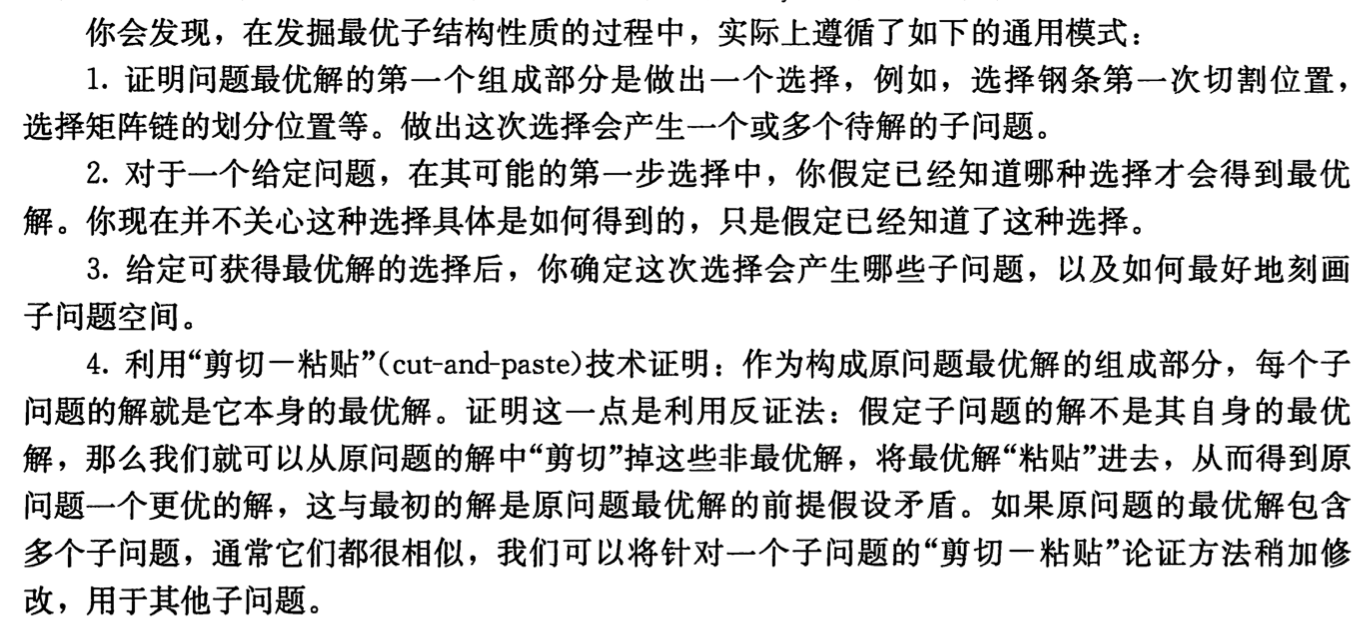 你会发现，在发掘最优子结构性质的过程中，实际上遵循了如下的通用模式：
1. 证明问题最优解的第一个组成部分是做出一个选择，例如，选择钢条第一次切割位置，
选择矩阵链的划分位置等。做出这次选择会产生一个或多个待解的子问题。
2. 对于一个给定问题，在其可能的第一步选择中，你假定已经知道哪种选择才会得到最优
解。你现在并不关心这种选择具体是如何得到的，只是假定已经知道了这种选择。
3. 给定可获得最优解的选择后，你确定这次选择会产生哪些子问题，以及如何最好地刻画
子问题空间。
4. 利用“剪切－粘贴”(cut-and-paste)技术证明：作为构成原问题最优解的组成部分，每个子
问题的解就是它本身的最优解。证明这一点是利用反证法：假定子问题的解不是其自身的最优
解，那么我们就可以从原问题的解中“剪切”掉这些非最优解，将最优解“粘贴”进去，从而得到原
问题一个更优的解，这与最初的解是原问题最优解的前提假设矛盾。如果原问题的最优解包含
多个子问题，通常它们都很相似，我们可以将针对一个子问题的“剪切－粘贴”论证方法稍加修
改，用于其他子问题。